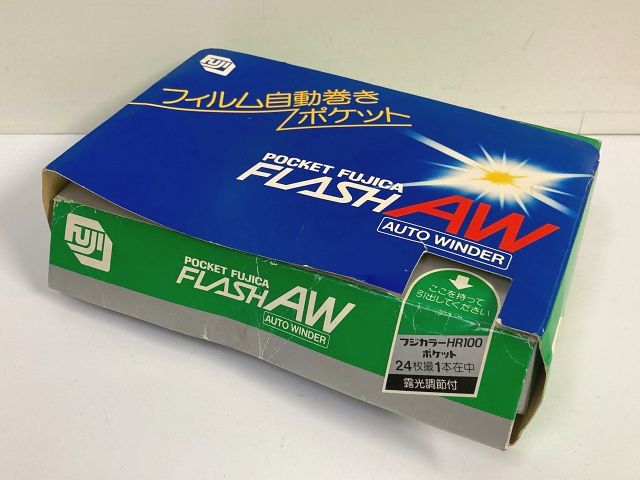 FUJI
フィルム自動巻き
ポケット
POCKET FUJICA
FLASH AW
AUTO WINDER
FUJI
POCKET FUJICA
FLASH AW
AUTO WINDER
ここを持って
引出してください
フジカラーHR100
ポケット
24枚撮1本在中
露光調節付